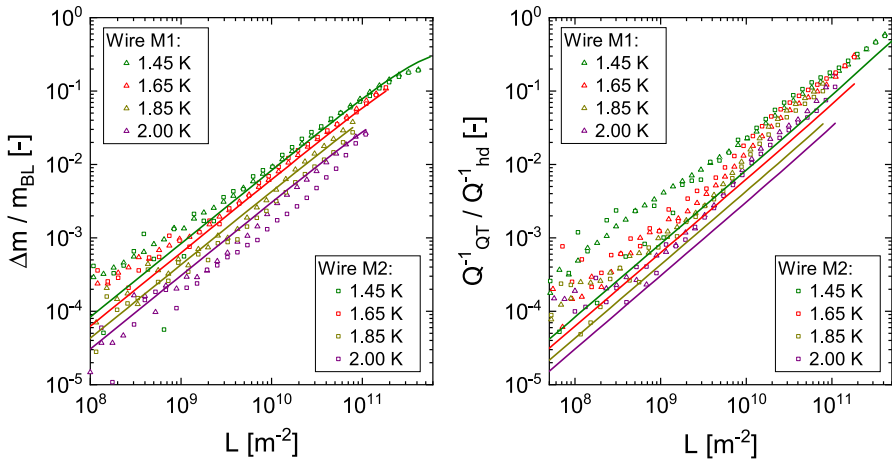 Δm / m_BL [-]
10^0
10^-1
10^-2
10^-3
10^-4
10^-5
Wire M1:
1.45 K
1.65 K
1.85 K
2.00 K
Wire M2:
1.45 K
1.65 K
1.85 K
2.00 K
10^8
10^9
10^10
10^11
L [m^-2]
Q^-1_QT / Q^-1_hd [-]
10^0
10^-1
10^-2
10^-3
10^-4
10^-5
Wire M1:
1.45 K
1.65 K
1.85 K
2.00 K
Wire M2:
1.45 K
1.65 K
1.85 K
2.00 K
10^8
10^9
10^10
10^11
L [m^-2]